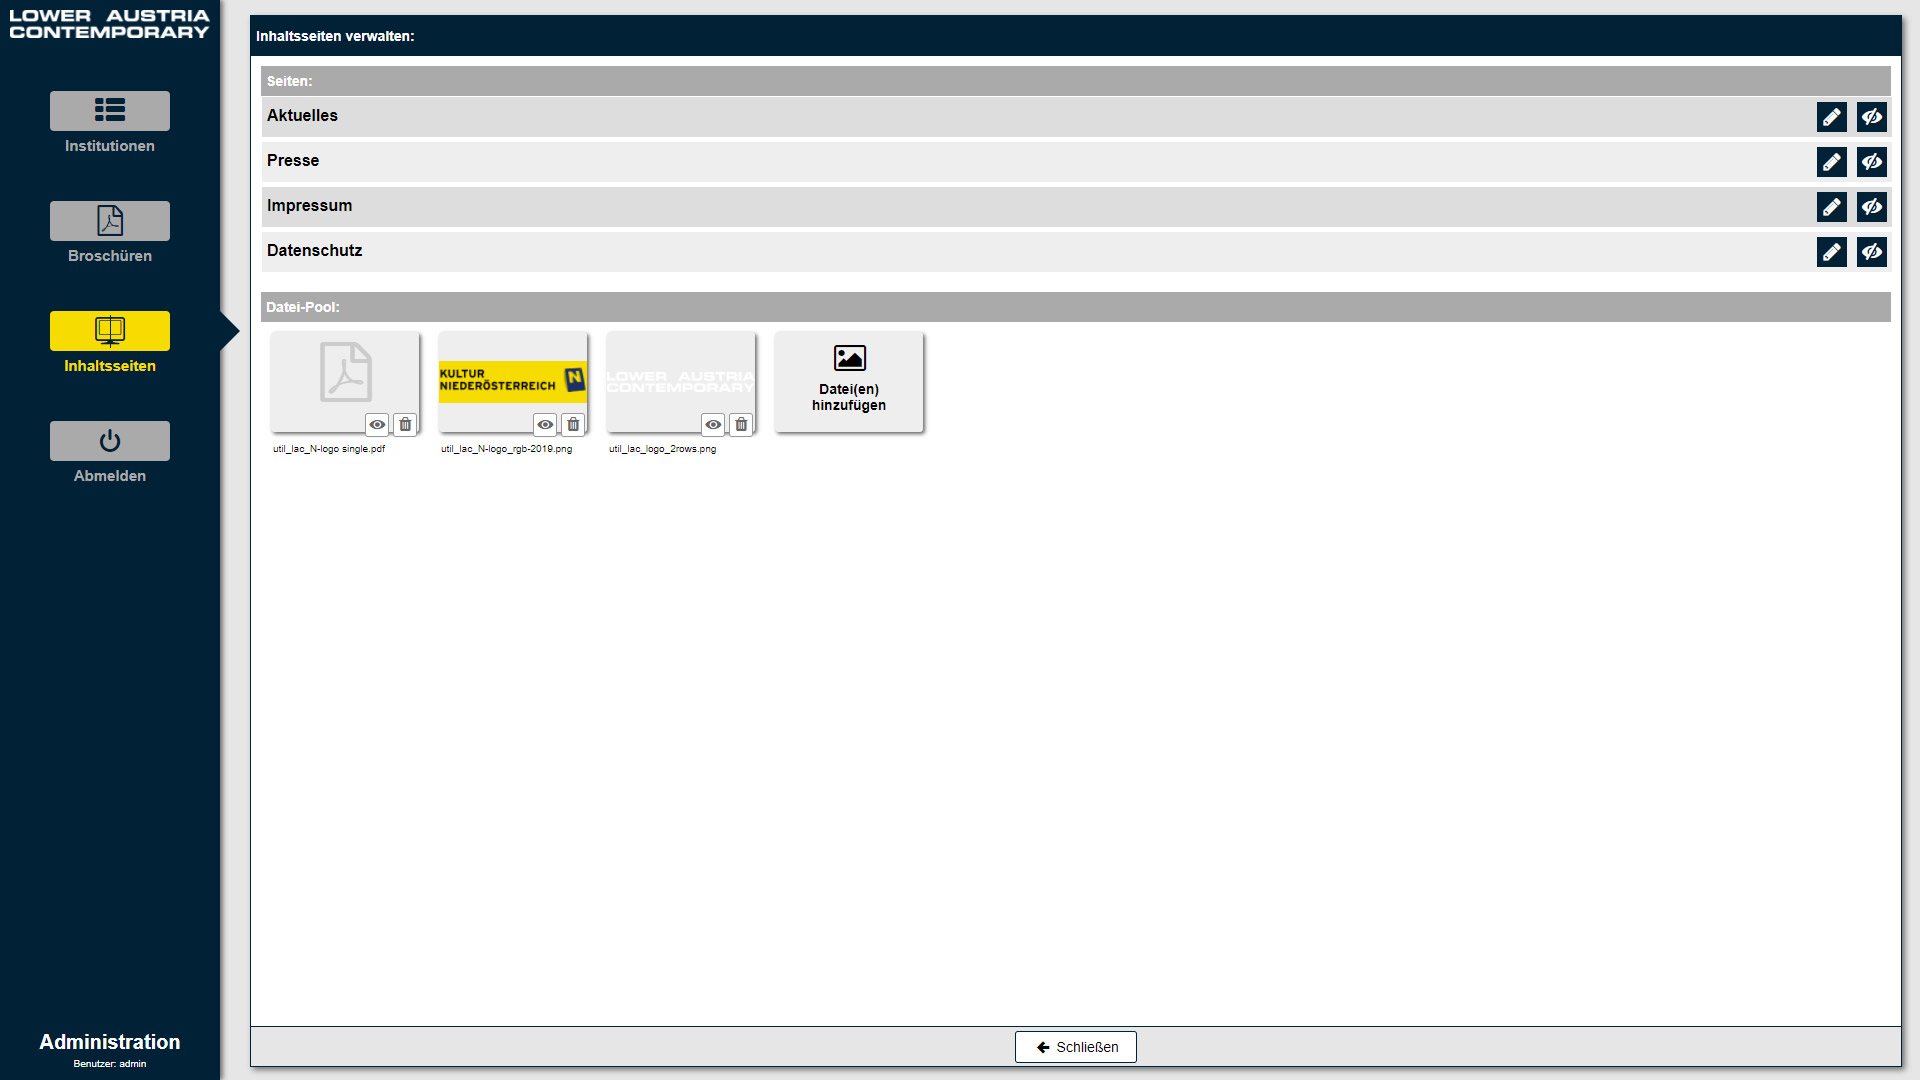 LOWER AUSTRIA
CONTEMPORARY
Institutionen
Broschüren
Inhaltsseiten
Abmelden
Administration
Benutzer: admin
Inhaltsseiten verwalten:
Seiten:
Aktuelles
Presse
Impressum
Datenschutz
Datei-Pool:
KULTUR
NIEDERÖSTERREICH N
LOWER AUSTRIA
CONTEMPORARY
Datei(en)
hinzufügen
util_lac_N-logo single.pdf
util_lac_N-logo_rgb-2019.png
util_lac_logo_2rows.png
Schließen